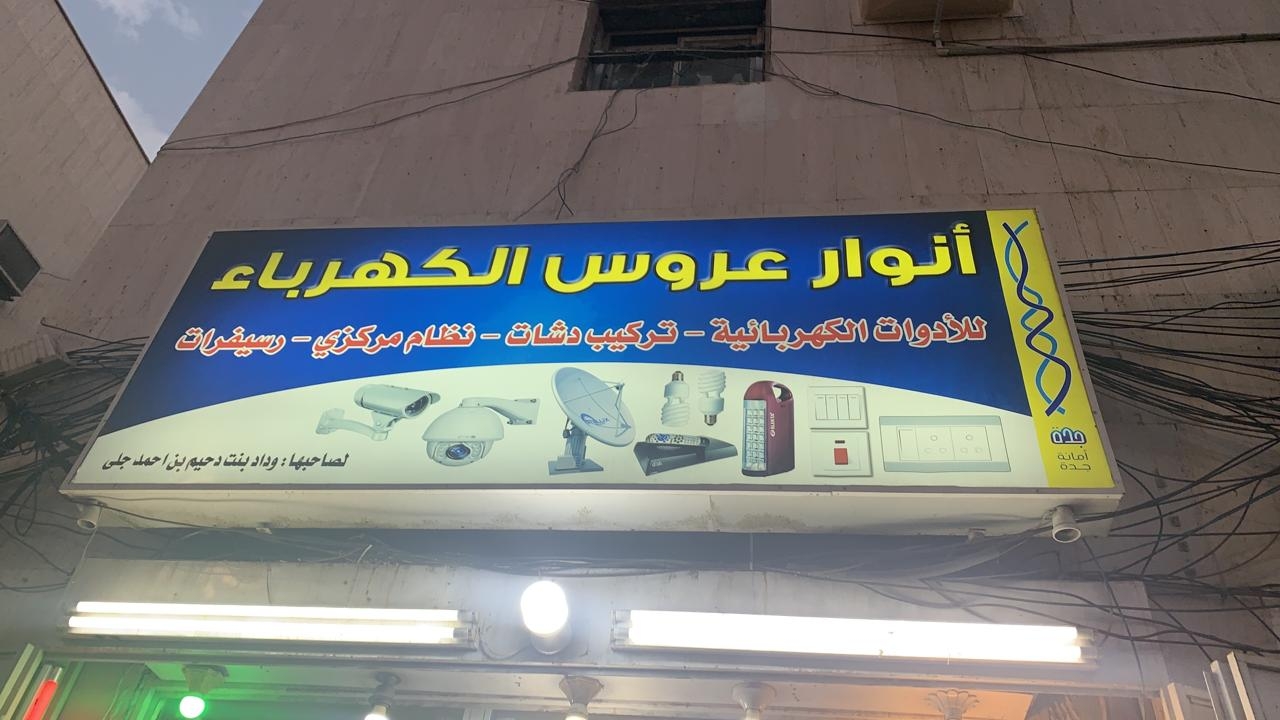 أنوار عروس الكهرباء
للأدوات الكهربائية - تركيب دشات - نظام مركزي - رسيفرات
لصاحبها : وداد بنت دحيم بن احمد جلى
جدة
أمانة
جدة